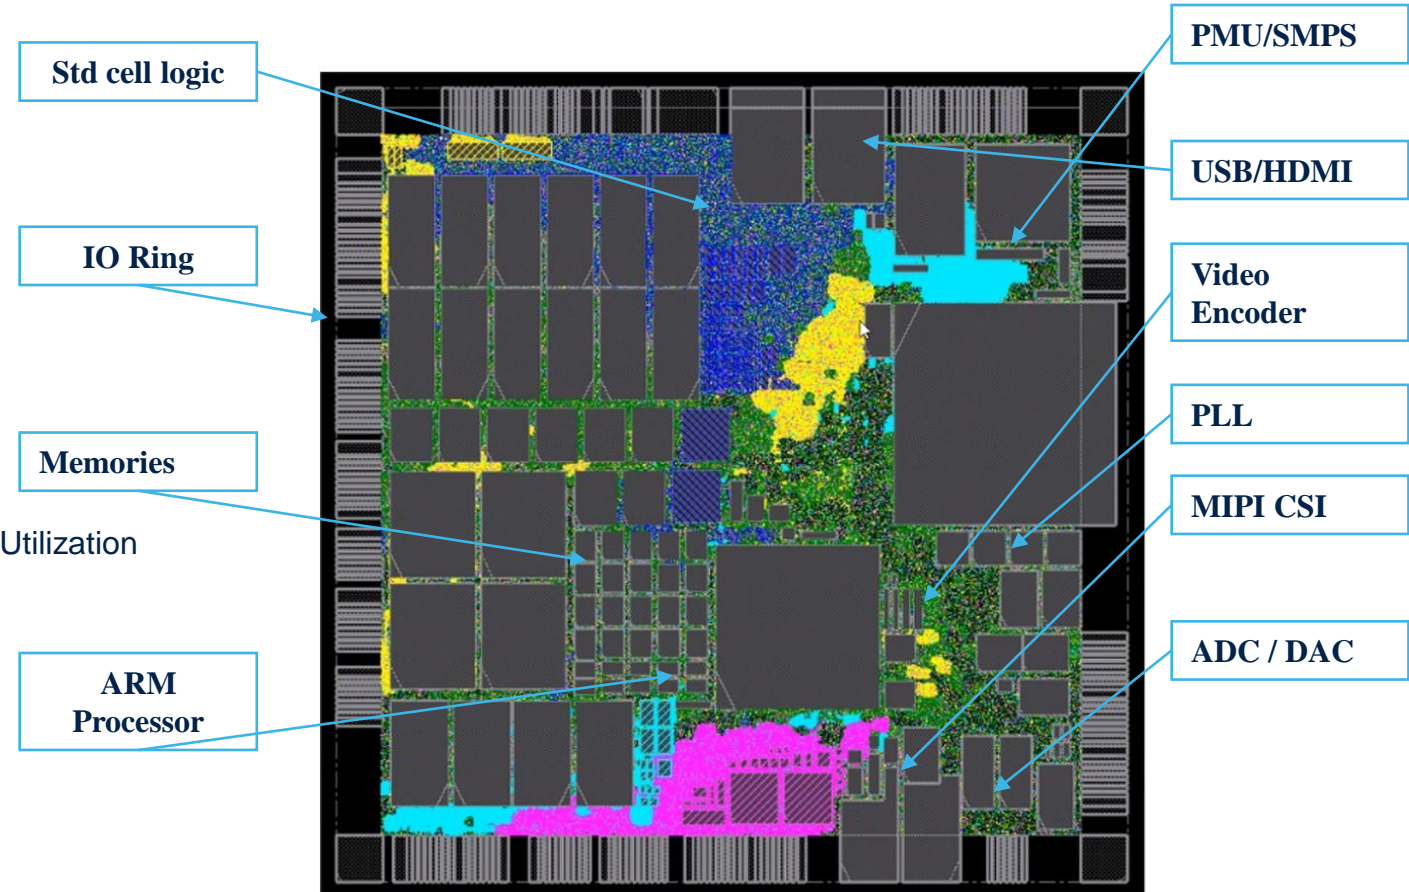 PMU/SMPS
Std cell logic
USB/HDMI
IO Ring
Video
Encoder
PLL
Memories
MIPI CSI
Utilization
ADC / DAC
ARM
Processor